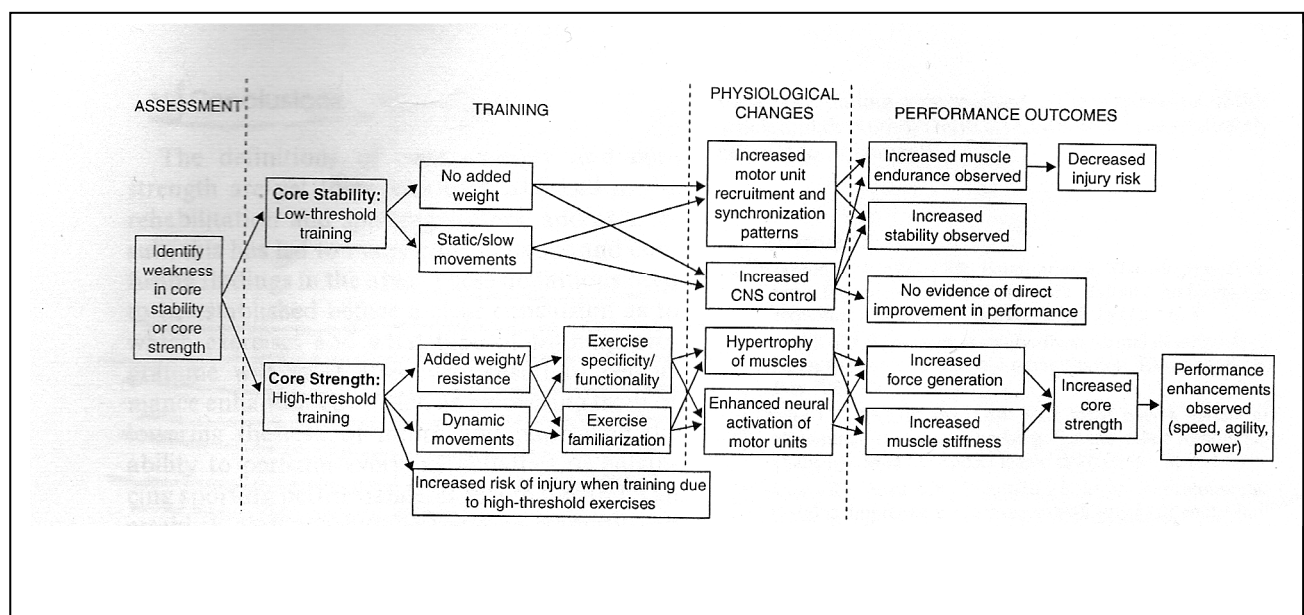 ASSESSMENT
TRAINING
PHYSIOLOGICAL
CHANGES
PERFORMANCE OUTCOMES
Identify
weakness
in core
stability
or core
strength
Core Stability:
Low-threshold
training
No added
weight
Static/slow
movements
Increased
motor unit
recruitment and
synchronization
patterns
Increased
CNS control
Increased muscle
endurance observed
Decreased
injury risk
Increased
stability observed
No evidence of direct
improvement in performance
Core Strength:
High-threshold
training
Added weight/
resistance
Dynamic
movements
Exercise
specificity/
functionality
Exercise
familiarization
Increased risk of injury when training due
to high-threshold exercises
Hypertrophy
of muscles
Enhanced neural
activation of
motor units
Increased
force generation
Increased
muscle stiffness
Increased
core
strength
Performance
enhancements
observed
(speed, agility,
power)